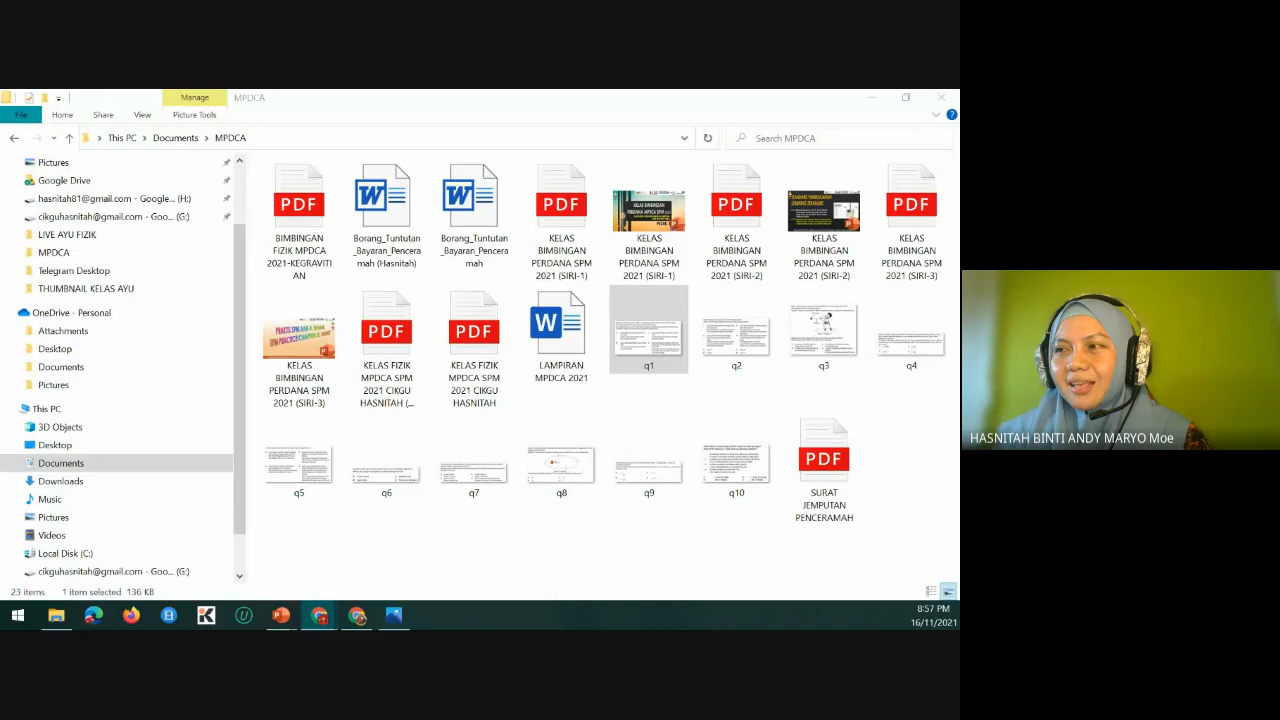 Manage
MPDCA
File
Home
Share
View
Picture Tools
This PC
Documents
MPDCA
Search MPDCA
Pictures
Google Drive
hasnitah81@gmail.com - Google... (H:)
cikguhasnitah@gmail.com - Goo... (G:)
LIVE AYU FIZIK
MPDCA
Telegram Desktop
THUMBNAIL KELAS AYU
OneDrive - Personal
Attachments
Desktop
Documents
Pictures
This PC
3D Objects
Desktop
Documents
Downloads
Music
Pictures
Videos
Local Disk (C:)
cikguhasnitah@gmail.com - Goo... (G:)
PDF
BIMBINGAN
FIZIK MPDCA
2021-KEGRAVITI
AN
W
Borang_Tuntutan
_Bayaran_Pencera
mah (Hasnitah)
W
Borang_Tuntutan
_Bayaran_Pencera
mah
PDF
KELAS
BIMBINGAN
PERDANA SPM
2021 (SIRI-1)
KELAS BIMBINGAN
PERDANA MPDCA SPM
KELAS
BIMBINGAN
PERDANA SPM
2021 (SIRI-1)
PDF
KELAS
BIMBINGAN
PERDANA SPM
2021 (SIRI-2)
KELAS
BIMBINGAN
PERDANA SPM
2021 (SIRI-2)
PDF
KELAS
BIMBINGAN
PERDANA SPM
2021 (SIRI-3)
KELAS
BIMBINGAN
PERDANA SPM
2021 (SIRI-3)
PDF
KELAS FIZIK
MPDCA SPM
2021 CIKGU
HASNITAH (...
PDF
KELAS FIZIK
MPDCA SPM
2021 CIKGU
HASNITAH
W
LAMPIRAN
MPDCA 2021
q1
q2
q3
q4
q5
q6
q7
q8
q9
q10
PDF
SURAT
JEMPUTAN
PENCERAMAH
23 items
1 item selected 136 KB
8:57 PM
16/11/2021
HASNITAH BINTI ANDY MARYO Moe